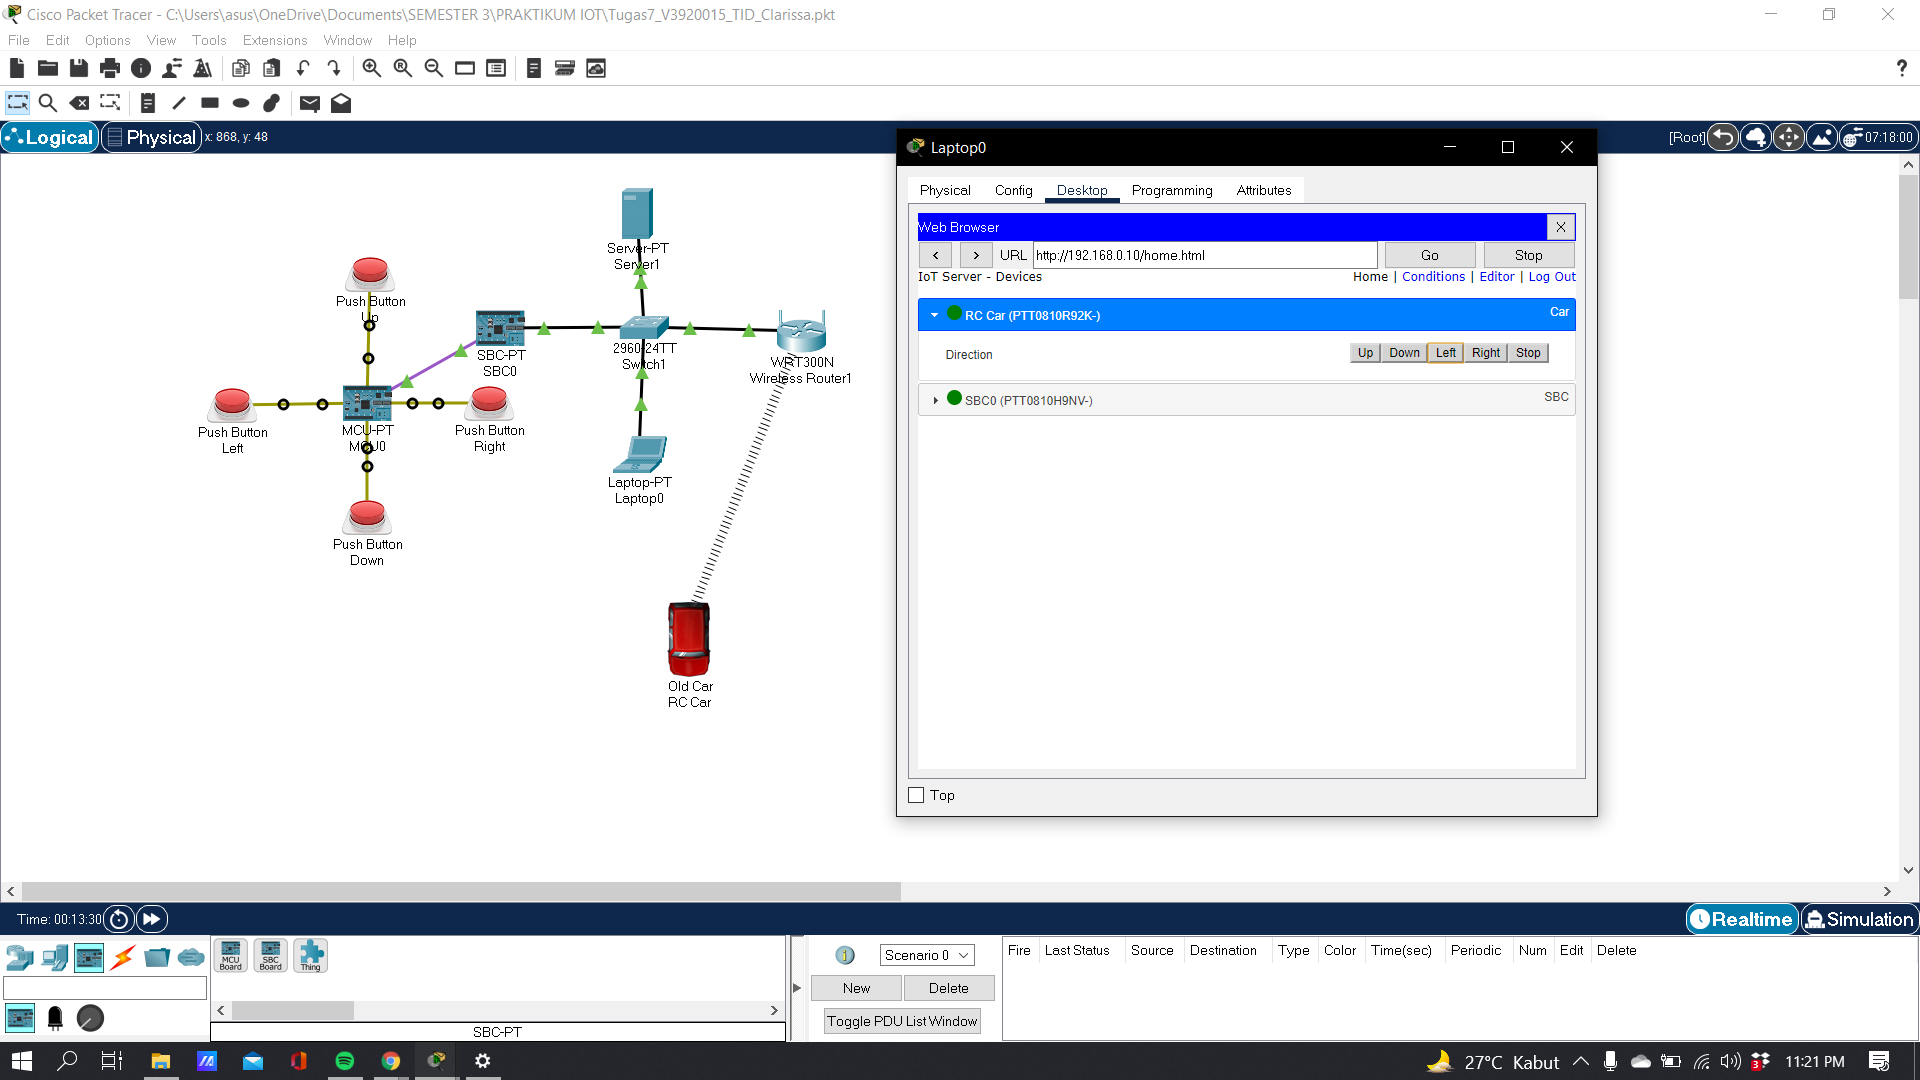 Cisco Packet Tracer - C:\Users\asus\OneDrive\Documents\SEMESTER 3\PRAKTIKUM IOT\Tugas7_V3920015_TID_Clarissa.pkt
File Edit Options View Tools Extensions Window Help
Logical Physical x: 868, y: 48
[Root] 07:18:00
Laptop0
Physical Config Desktop Programming Attributes
Web Browser X
< > URL http://192.168.0.10/home.html Go Stop
IoT Server - Devices Home | Conditions | Editor | Log Out
RC Car (PTT0810R92K-) Car
Direction Up Down Left Right Stop
SBC0 (PTT0810H9NV-) SBC
Top
Server-PT
Server1
Push Button
Up
SBC-PT
SBC0
2960-24TT
Switch1
WRT300N
Wireless Router1
Push Button
Left
MCU-PT
MCU0
Push Button
Right
Laptop-PT
Laptop0
Push Button
Down
Old Car
RC Car
Time: 00:13:30
Realtime Simulation
MCU
Board
SBC
Board
Thing
SBC-PT
Scenario 0
New Delete
Toggle PDU List Window
Fire Last Status Source Destination Type Color Time(sec) Periodic Num Edit Delete
27°C Kabut 3 11:21 PM